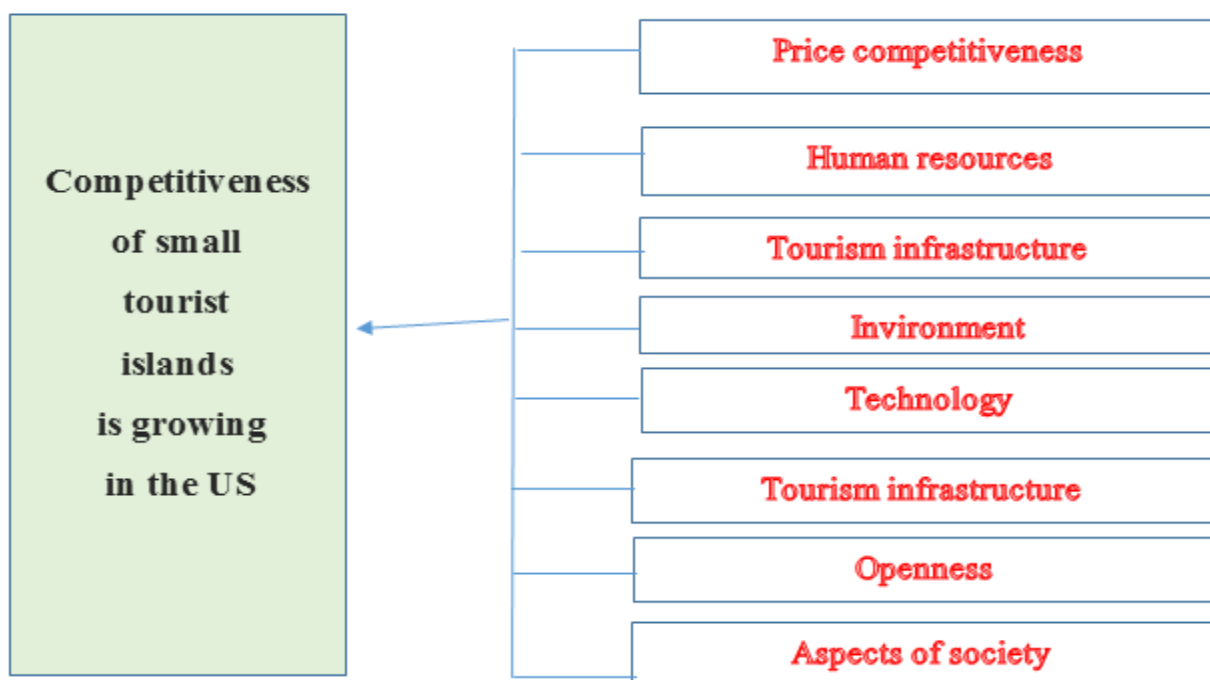 Competitiveness
of small
tourist
islands
is growing
in the US
Price competitiveness
Human resources
Tourism infrastructure
Invironment
Technology
Tourism infrastructure
Openness
Aspects of society